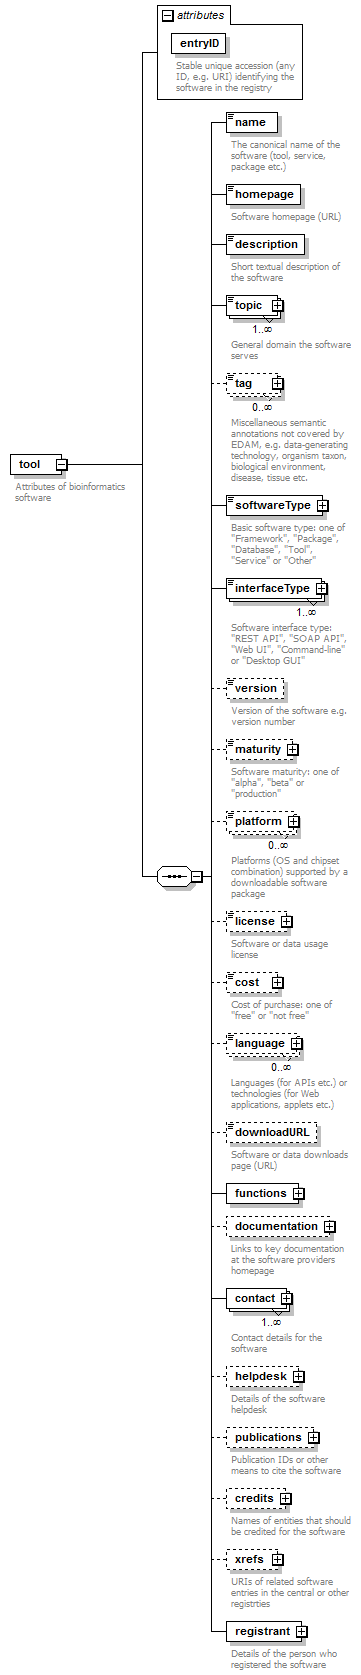 attributes
entryID
Stable unique accession (any
ID, e.g. URI) identifying the
software in the registry
name
The canonical name of the
software (tool, service,
package etc.)
homepage
Software homepage (URL)
description
Short textual description of
the software
topic
1..∞
General domain the software
serves
tag
0..∞
Miscellaneous semantic
annotations not covered by
EDAM, e.g. data-generating
technology, organism taxon,
biological environment,
disease, tissue etc.
tool
Attributes of bioinformatics
software
softwareType
Basic software type: one of
"Framework", "Package",
"Database", "Tool",
"Service" or "Other"
interfaceType
1..∞
Software interface type:
"REST API", "SOAP API",
"Web UI", "Command-line"
or "Desktop GUI"
version
Version of the software e.g.
version number
maturity
Software maturity: one of
"alpha", "beta" or
"production"
platform
0..∞
Platforms (OS and chipset
combination) supported by a
downloadable software
package
license
Software or data usage
license
cost
Cost of purchase: one of
"free" or "not free"
language
0..∞
Languages (for APIs etc.) or
technologies (for Web
applications, applets etc.)
downloadURL
Software or data downloads
page (URL)
functions
documentation
Links to key documentation
at the software providers
homepage
contact
1..∞
Contact details for the
software
helpdesk
Details of the software
helpdesk
publications
Publication IDs or other
means to cite the software
credits
Names of entities that should
be credited for the software
xrefs
URIs of related software
entries in the central or other
registrties
registrant
Details of the person who
registered the software